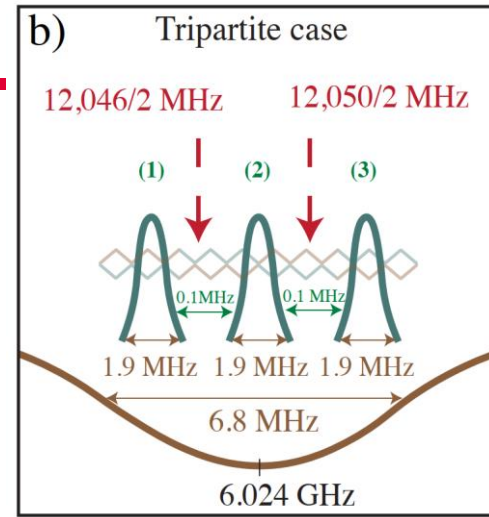 b) Tripartite case
12,046/2 MHz 12,050/2 MHz
(1) (2) (3)
0.1MHz 0.1 MHz
1.9 MHz 1.9 MHz 1.9 MHz
6.8 MHz
6.024 GHz